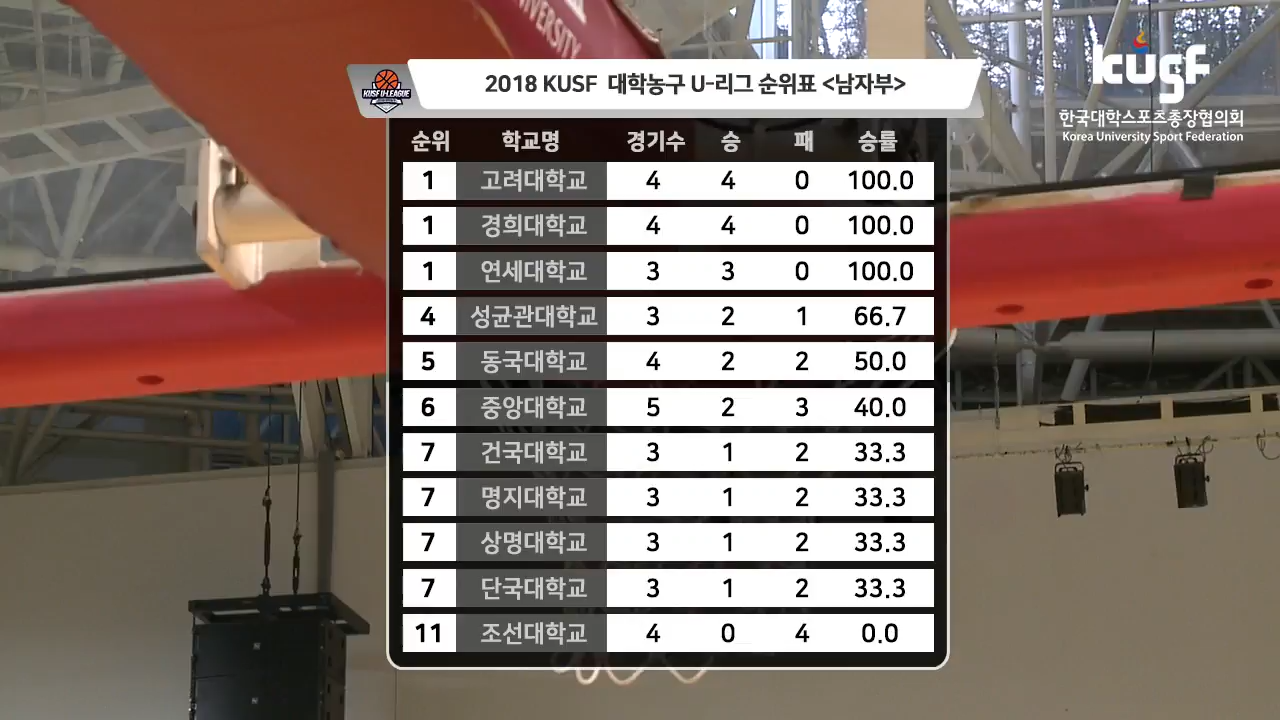 VERSITY
2018 KUSF 대학농구 U-리그 순위표 <남자부>
KUSF U-LEAGUE
kusf
한국대학스포츠총장협의회
Korea University Sport Federation
순위 학교명 경기수 승 패 승률
1 고려대학교 4 4 0 100.0
1 경희대학교 4 4 0 100.0
1 연세대학교 3 3 0 100.0
4 성균관대학교 3 2 1 66.7
5 동국대학교 4 2 2 50.0
6 중앙대학교 5 2 3 40.0
7 건국대학교 3 1 2 33.3
7 명지대학교 3 1 2 33.3
7 상명대학교 3 1 2 33.3
7 단국대학교 3 1 2 33.3
11 조선대학교 4 0 4 0.0